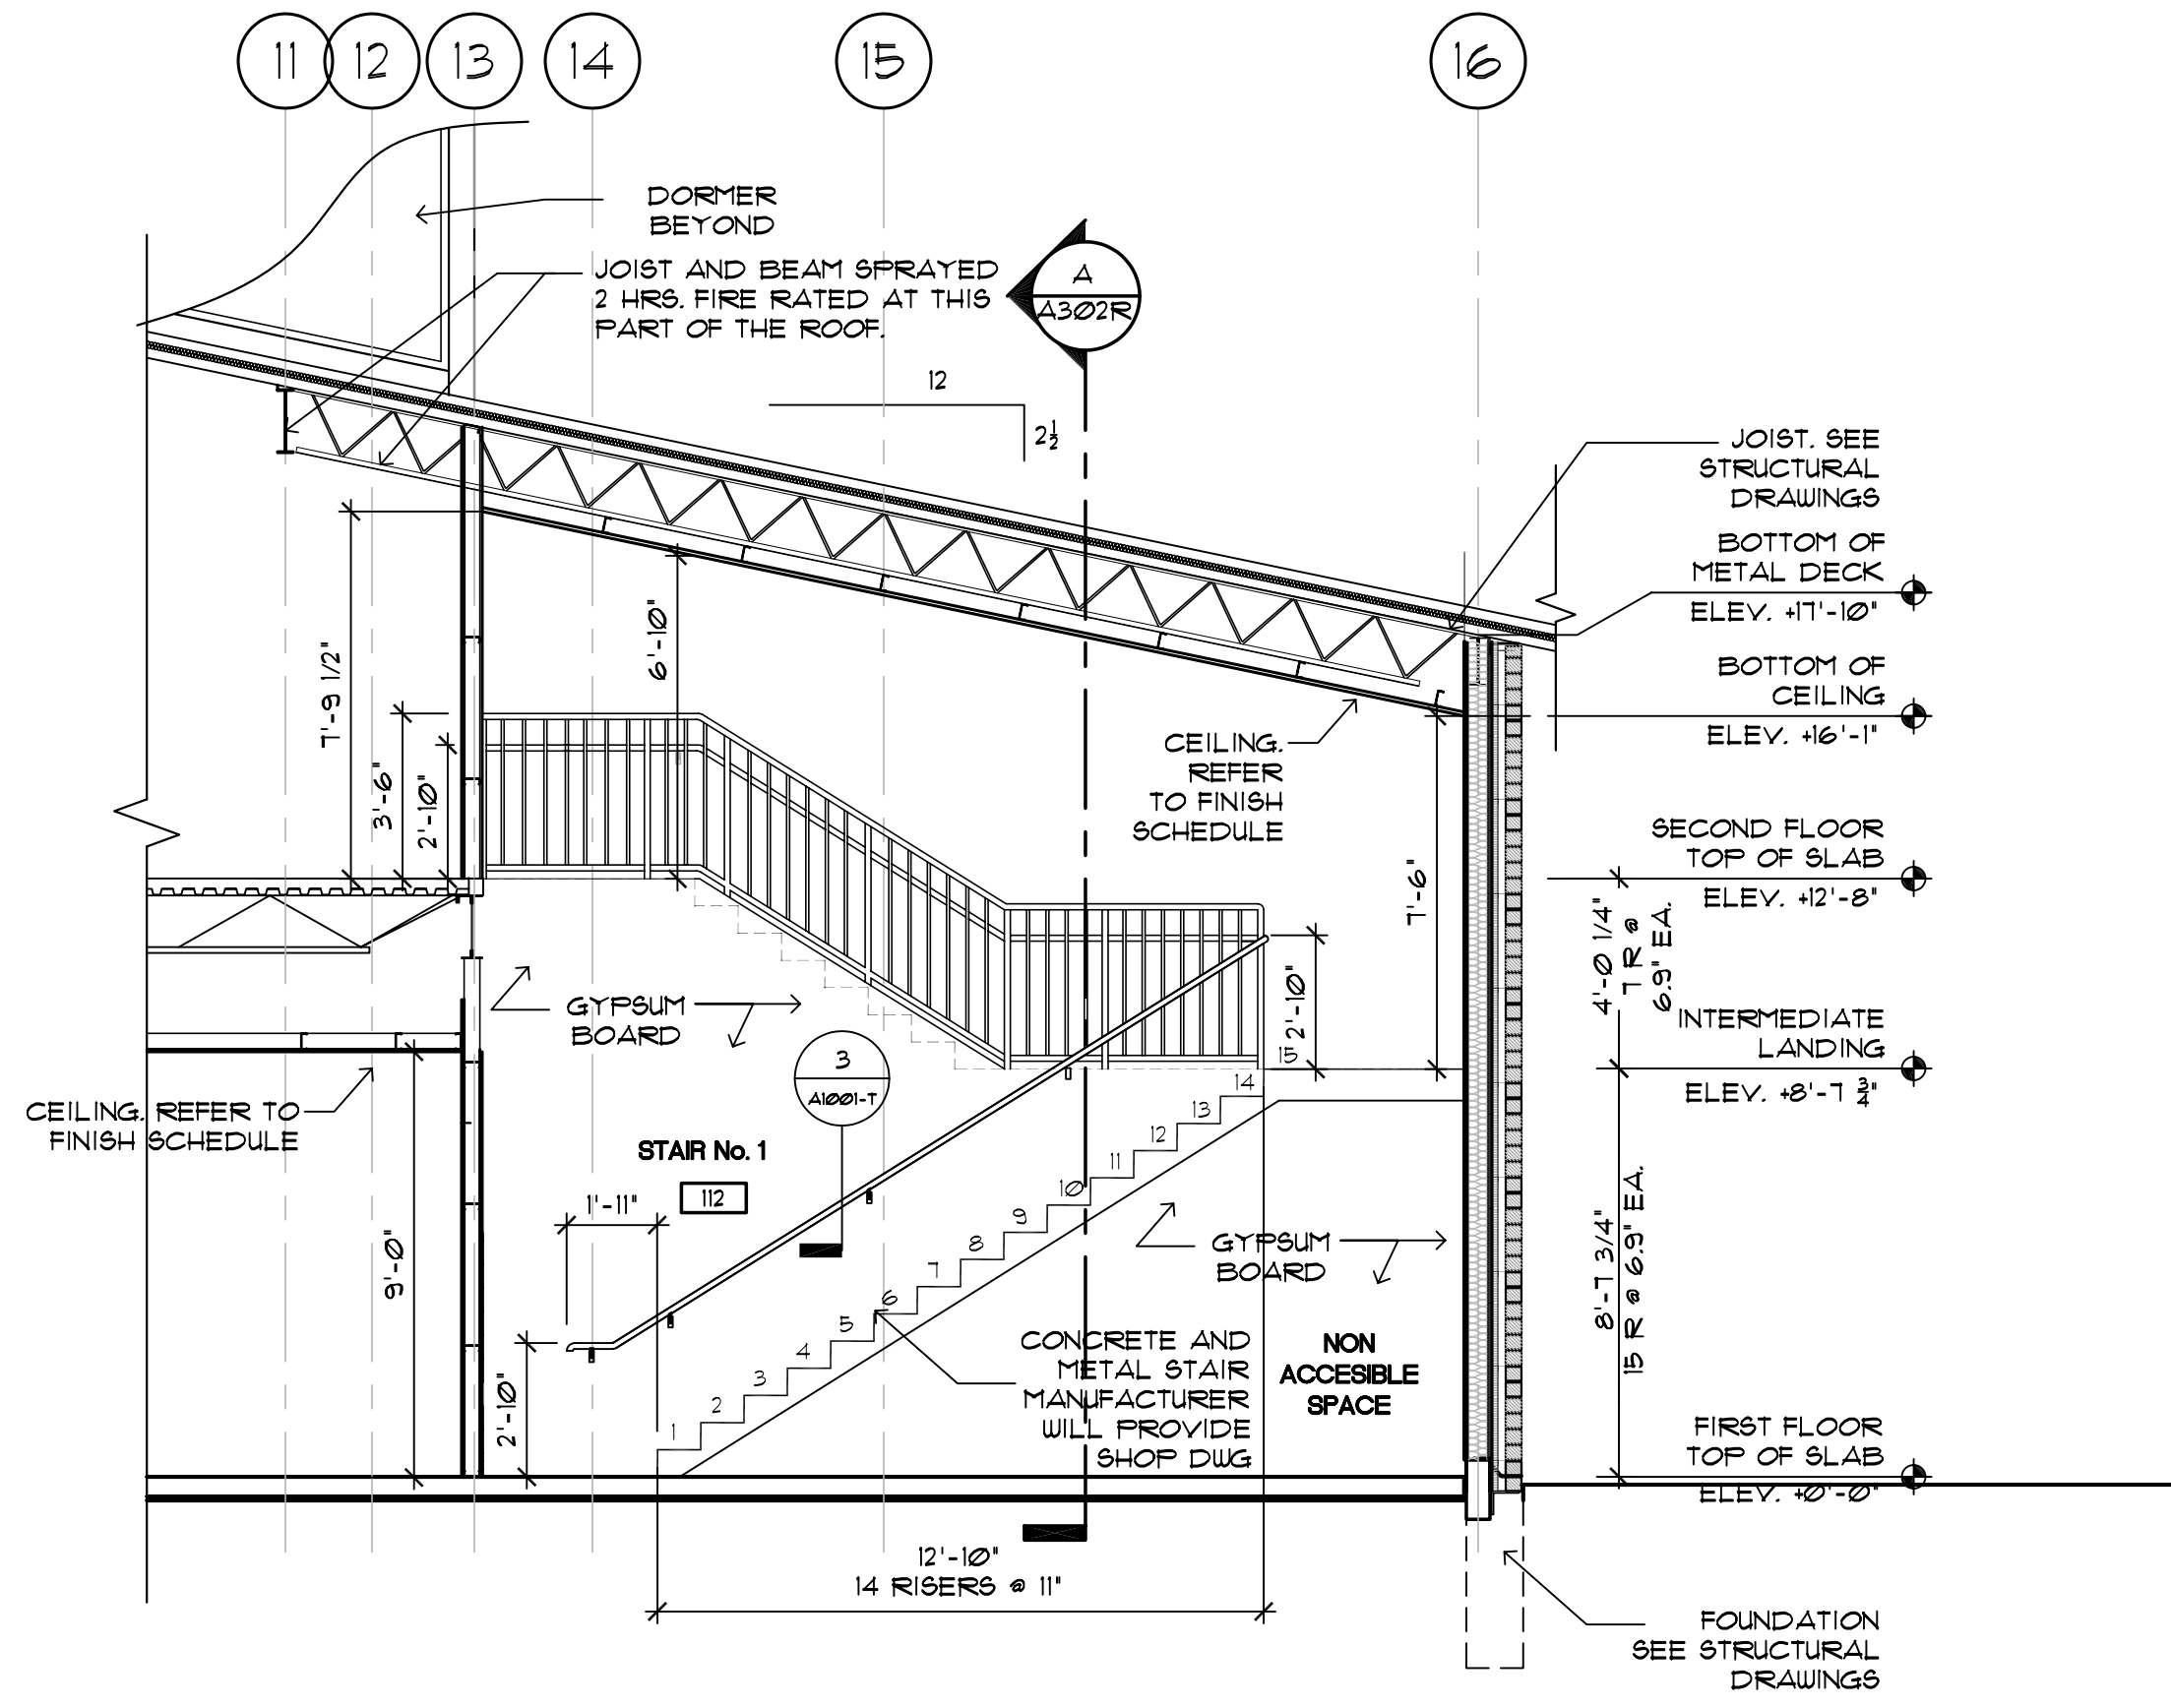 11
12
13
14
15
16
DORMER
BEYOND
JOIST AND BEAM SPRAYED
2 HRS. FIRE RATED AT THIS
PART OF THE ROOF.
A
A302R
12
2½
JOIST. SEE
STRUCTURAL
DRAWINGS
BOTTOM OF
METAL DECK
ELEV. +17'-10"
BOTTOM OF
CEILING
ELEV. +16'-1"
7'-9 1/2"
3'-6"
2'-10"
6'-10"
CEILING.
REFER
TO FINISH
SCHEDULE
7'-6"
SECOND FLOOR
TOP OF SLAB
ELEV. +12'-8"
4'-0 1/4"
7 R @
6.9" EA.
GYPSUM
BOARD
2'-10"
INTERMEDIATE
LANDING
ELEV. +8'-7 ¾"
3
A1001-T
CEILING. REFER TO
FINISH SCHEDULE
STAIR No. 1
112
1'-11"
9'-0"
2'-10"
15
14
13
12
11
10
9
8
7
6
5
4
3
2
1
GYPSUM
BOARD
CONCRETE AND
METAL STAIR
MANUFACTURER
WILL PROVIDE
SHOP DWG
NON
ACCESIBLE
SPACE
8'-7 3/4"
15 R @ 6.9" EA.
FIRST FLOOR
TOP OF SLAB
ELEV. +0'-0"
12'-10"
14 RISERS @ 11"
FOUNDATION
SEE STRUCTURAL
DRAWINGS